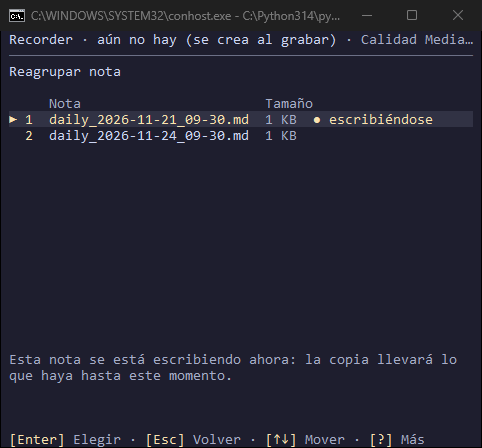 C:\WINDOWS\SYSTEM32\conhost.exe - C:\Python314\py...
Recorder · aún no hay (se crea al grabar) · Calidad Media…
Reagrupar nota
Nota Tamaño
► 1 daily_2026-11-21_09-30.md 1 KB ● escribiéndose
2 daily_2026-11-24_09-30.md 1 KB
Esta nota se está escribiendo ahora: la copia llevará lo
que haya hasta este momento.
[Enter] Elegir · [Esc] Volver · [↑↓] Mover · [?] Más